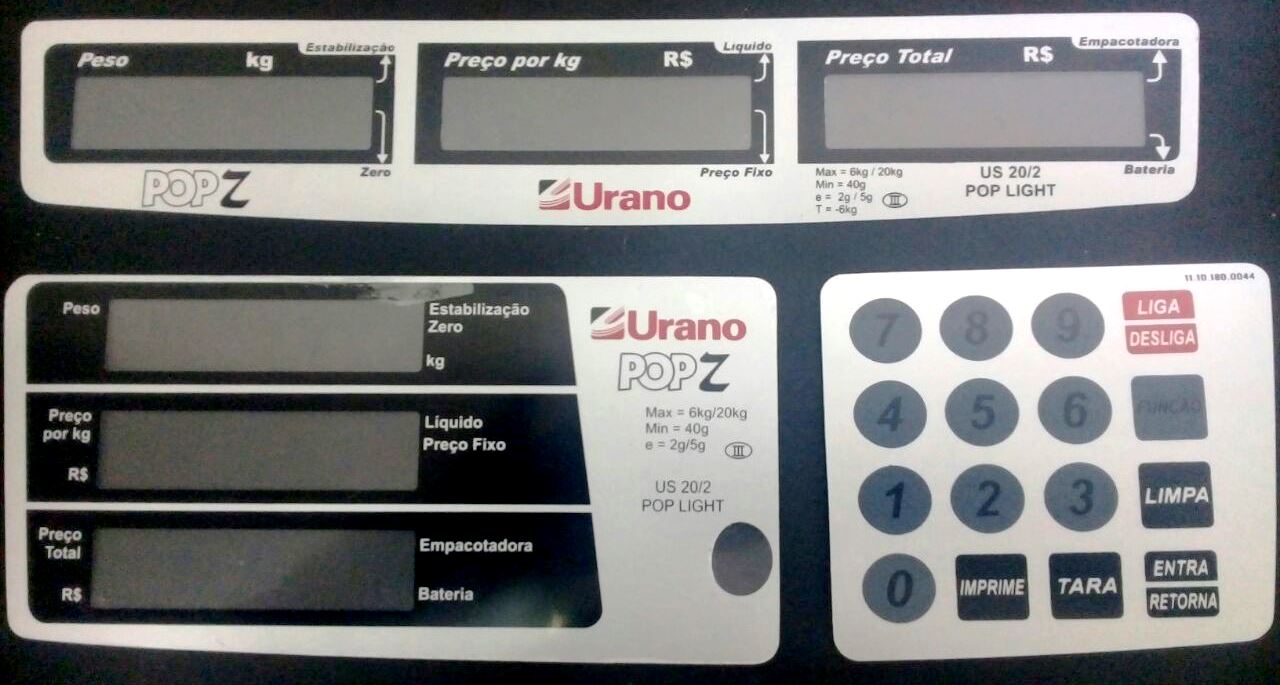 Estabilização
Líquido
Empacotadora
Peso kg
Preço por kg R$
Preço Total R$
Zero
Preço Fixo
Bateria
POP Z
Urano
Max = 6kg / 20kg
Min = 40g
e = 2g / 5g III
T = -6kg
US 20/2
POP LIGHT
Peso
Estabilização
Zero
kg
Preço
por kg
R$
Líquido
Preço Fixo
Preço
Total
R$
Empacotadora
Bateria
Urano
POP Z
Max = 6kg/20kg
Min = 40g
e = 2g/5g III
US 20/2
POP LIGHT
11.10.180.0044
7 8 9 LIGA
DESLIGA
4 5 6 FUNÇÃO
1 2 3 LIMPA
0 IMPRIME TARA ENTRA
RETORNA